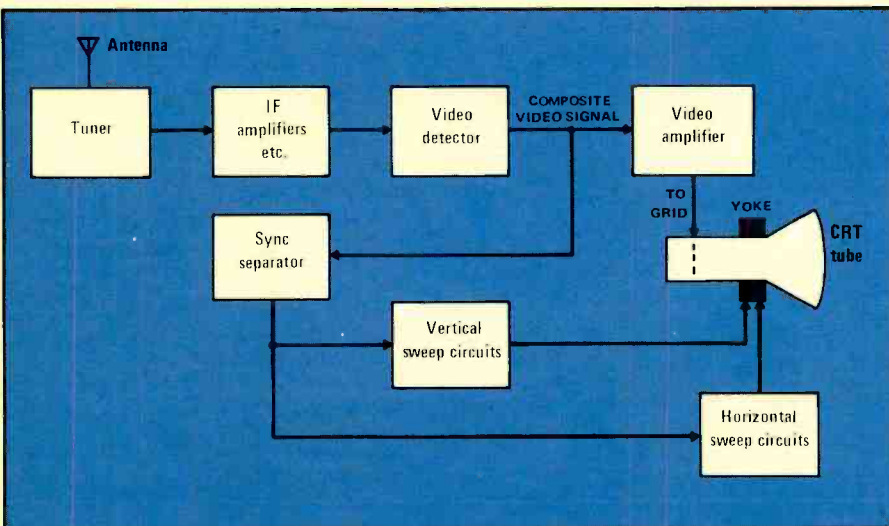 Antenna
Tuner
IF
amplifiers
etc.
Video
detector
COMPOSITE
VIDEO SIGNAL
Video
amplifier
TO
GRID
YOKE
CRT
tube
Sync
separator
Vertical
sweep circuits
Horizontal
sweep circuits